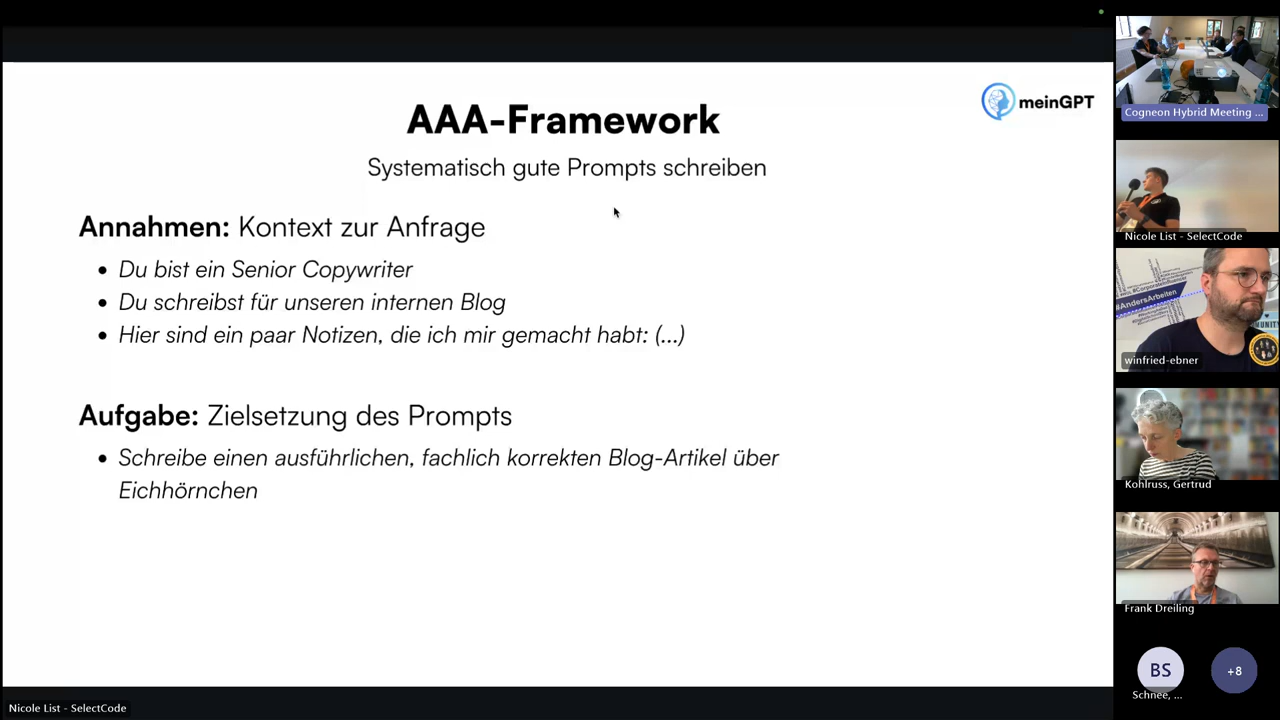 AAA-Framework
meinGPT
Systematisch gute Prompts schreiben
Annahmen: Kontext zur Anfrage
Du bist ein Senior Copywriter
Du schreibst für unseren internen Blog
Hier sind ein paar Notizen, die ich mir gemacht habt: (...)
Aufgabe: Zielsetzung des Prompts
Schreibe einen ausführlichen, fachlich korrekten Blog-Artikel über
Eichhörnchen
Nicole List - SelectCode
Cogneon Hybrid Meeting ...
Nicole List - SelectCode
#AndersArbeiten
winfried-ebner
Kohlruss, Gertrud
Frank Dreiling
BS
+8
Schnee, ...